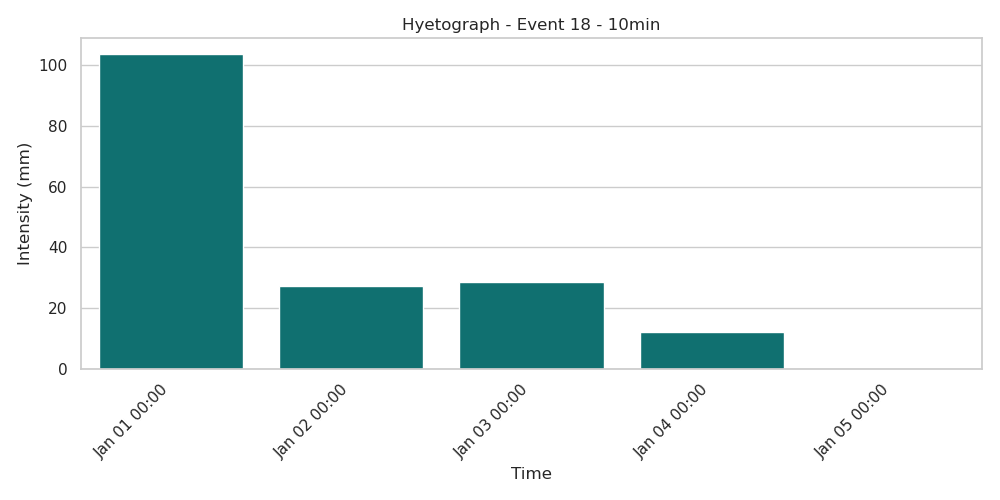 Hyetograph - Event 18 - 10min
Intensity (mm)
100
80
60
40
20
0
Jan 01 00:00
Jan 02 00:00
Jan 03 00:00
Jan 04 00:00
Jan 05 00:00
Time